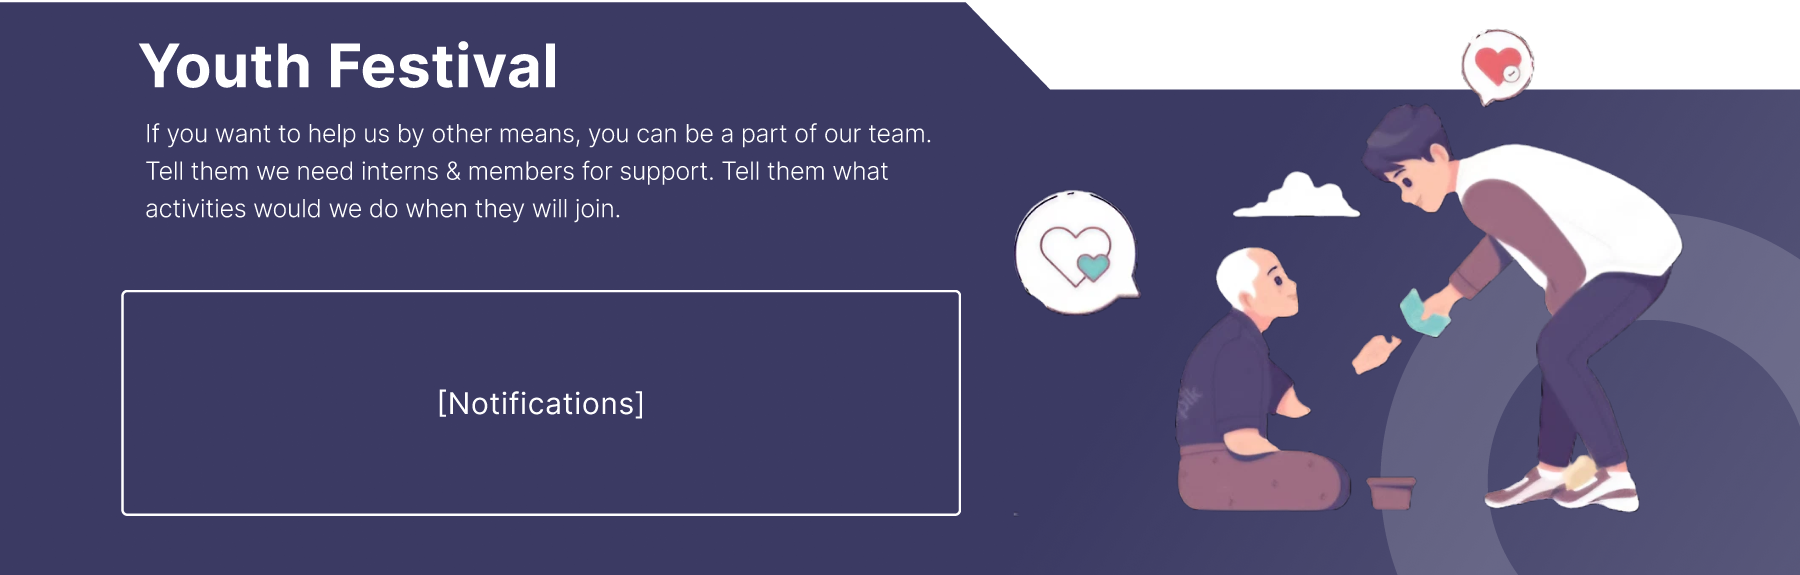 Youth Festival
If you want to help us by other means, you can be a part of our team.
Tell them we need interns & members for support. Tell them what
activities would we do when they will join.
[Notifications]